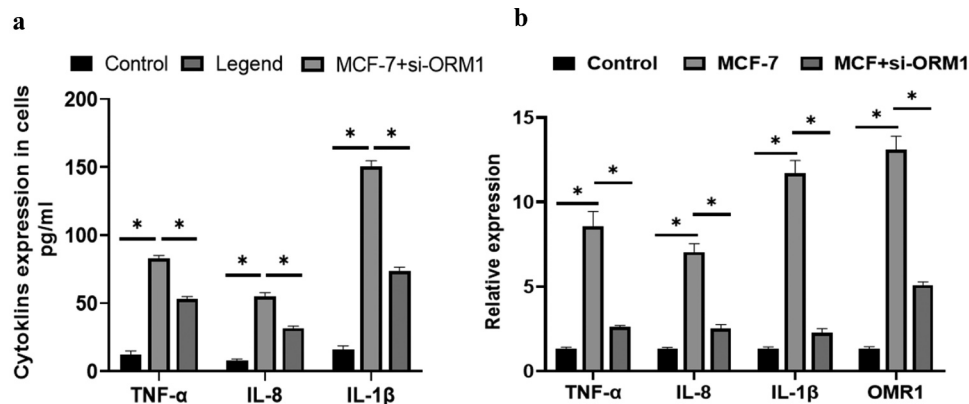 a
Control Legend MCF-7+si-ORM1
Cytoklins expression in cells
pg/ml
200
150
100
50
0
* * * * * *
TNF-α IL-8 IL-1β
b
Control MCF-7 MCF+si-ORM1
Relative expression
15
10
5
0
* * * * * * * *
TNF-α IL-8 IL-1β OMR1